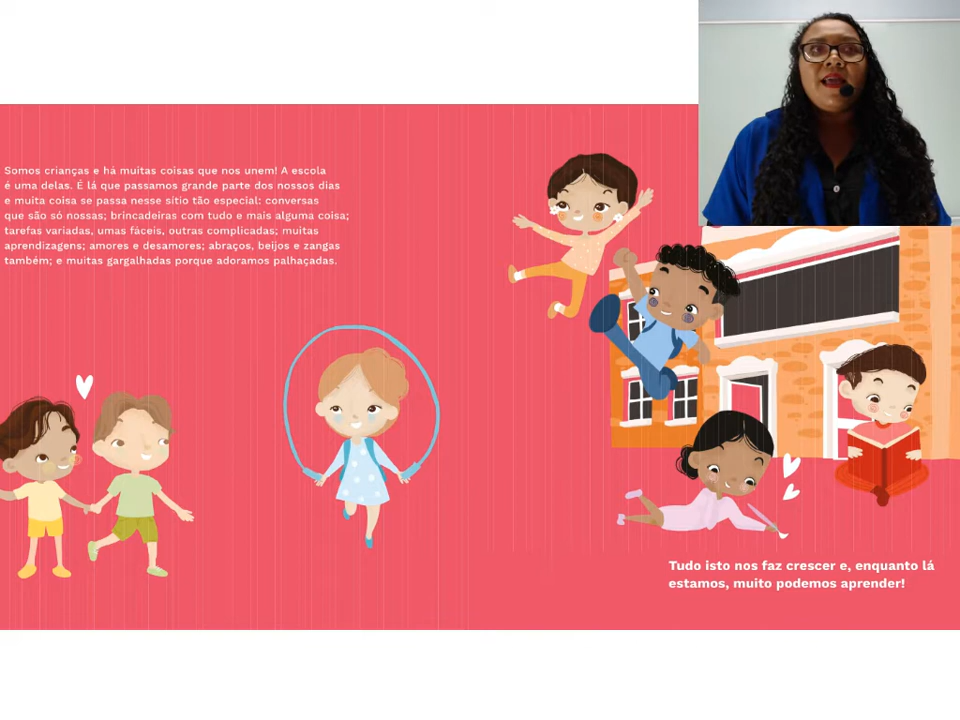 Somos crianças e há muitas coisas que nos unem! A escola
é uma delas. É lá que passamos grande parte dos nossos dias
e muita coisa se passa nesse sítio tão especial: conversas
que são só nossas; brincadeiras com tudo e mais alguma coisa;
tarefas variadas, umas fáceis, outras complicadas; muitas
aprendizagens; amores e desamores; abraços, beijos e zangas
também; e muitas gargalhadas porque adoramos palhaçadas.
Tudo isto nos faz crescer e, enquanto lá
estamos, muito podemos aprender!